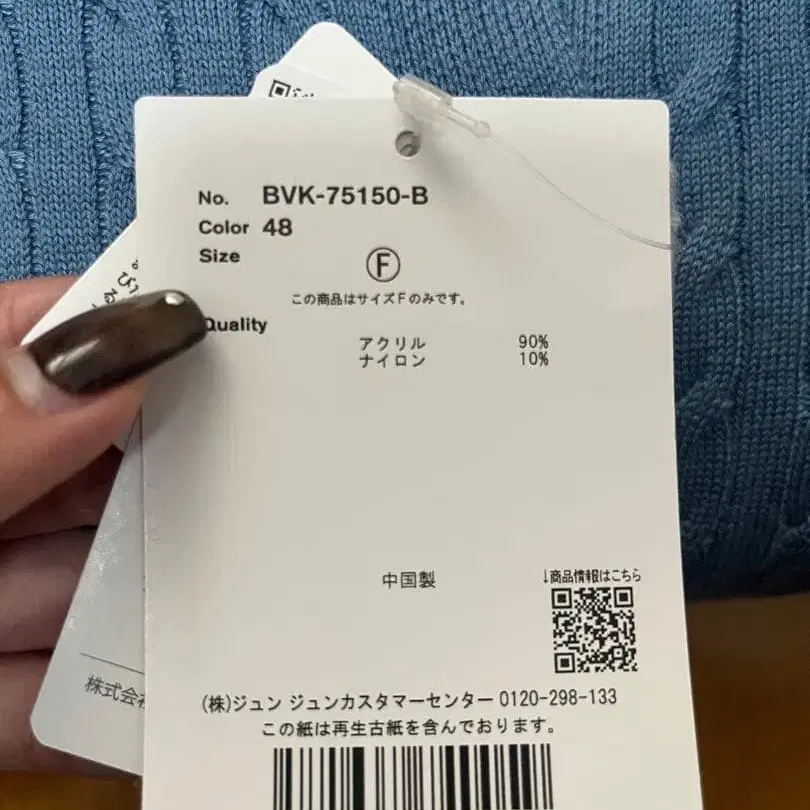 No. BVK-75150-B
Color 48
Size
Ⓕ
この商品はサイズFのみです。
Quality
アクリル 90%
ナイロン 10%
中国製
↓商品情報はこちら
(株)ジュン ジュンカスタマーセンター 0120-298-133
この紙は再生古紙を含んでおります。
株式会